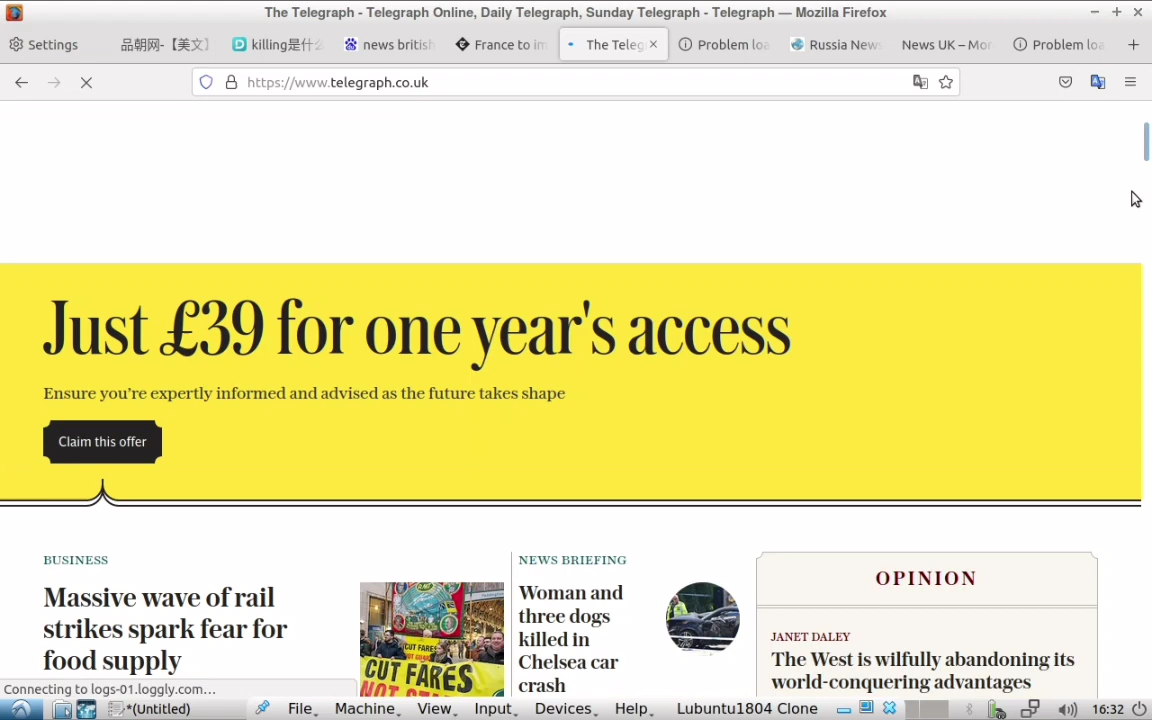 The Telegraph - Telegraph Online, Daily Telegraph, Sunday Telegraph - Telegraph — Mozilla Firefox
Settings
品朝网-【美文】
killing是什么
news british
France to im
The Teleg
Problem loa
Russia News
News UK – Mor
Problem loa
https://www.telegraph.co.uk
Just £39 for one year's access
Ensure you're expertly informed and advised as the future takes shape
Claim this offer
BUSINESS
Massive wave of rail
strikes spark fear for
food supply
CUT FARES
NOT
NEWS BRIEFING
Woman and
three dogs
killed in
Chelsea car
crash
OPINION
JANET DALEY
The West is wilfully abandoning its
world-conquering advantages
Connecting to logs-01.loggly.com…
*(Untitled)
File
Machine
View
Input
Devices
Help
Lubuntu1804 Clone
16:32